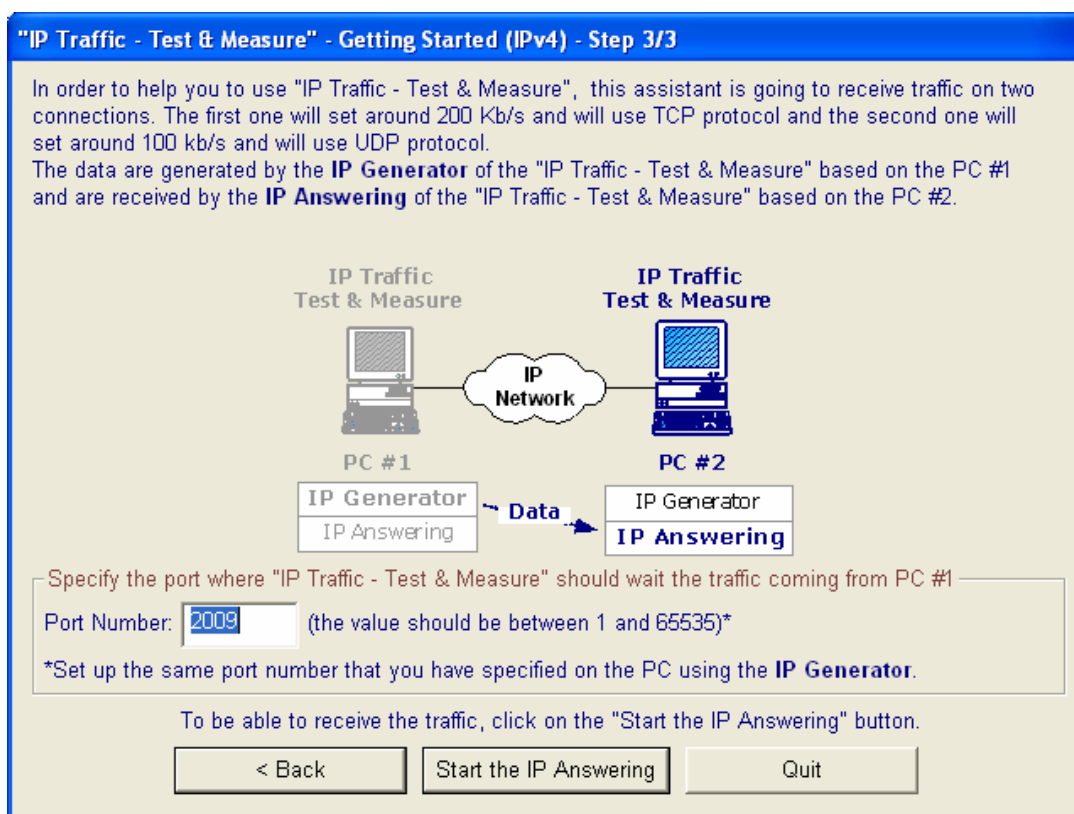 "IP Traffic - Test & Measure" - Getting Started (IPv4) - Step 3/3
In order to help you to use "IP Traffic - Test & Measure",  this assistant is going to receive traffic on two
connections. The first one will set around 200 Kb/s and will use TCP protocol and the second one will
set around 100 kb/s and will use UDP protocol.
The data are generated by the IP Generator of the "IP Traffic - Test & Measure" based on the PC #1
and are received by the IP Answering of the "IP Traffic - Test & Measure" based on the PC #2.
IP Traffic
Test & Measure
IP Traffic
Test & Measure
IP
Network
PC #1
PC #2
IP Generator
IP Answering
Data
IP Generator
IP Answering
Specify the port where "IP Traffic - Test & Measure" should wait the traffic coming from PC #1
Port Number: 2009 (the value should be between 1 and 65535)*
*Set up the same port number that you have specified on the PC using the IP Generator.
To be able to receive the traffic, click on the "Start the IP Answering" button.
< Back Start the IP Answering Quit